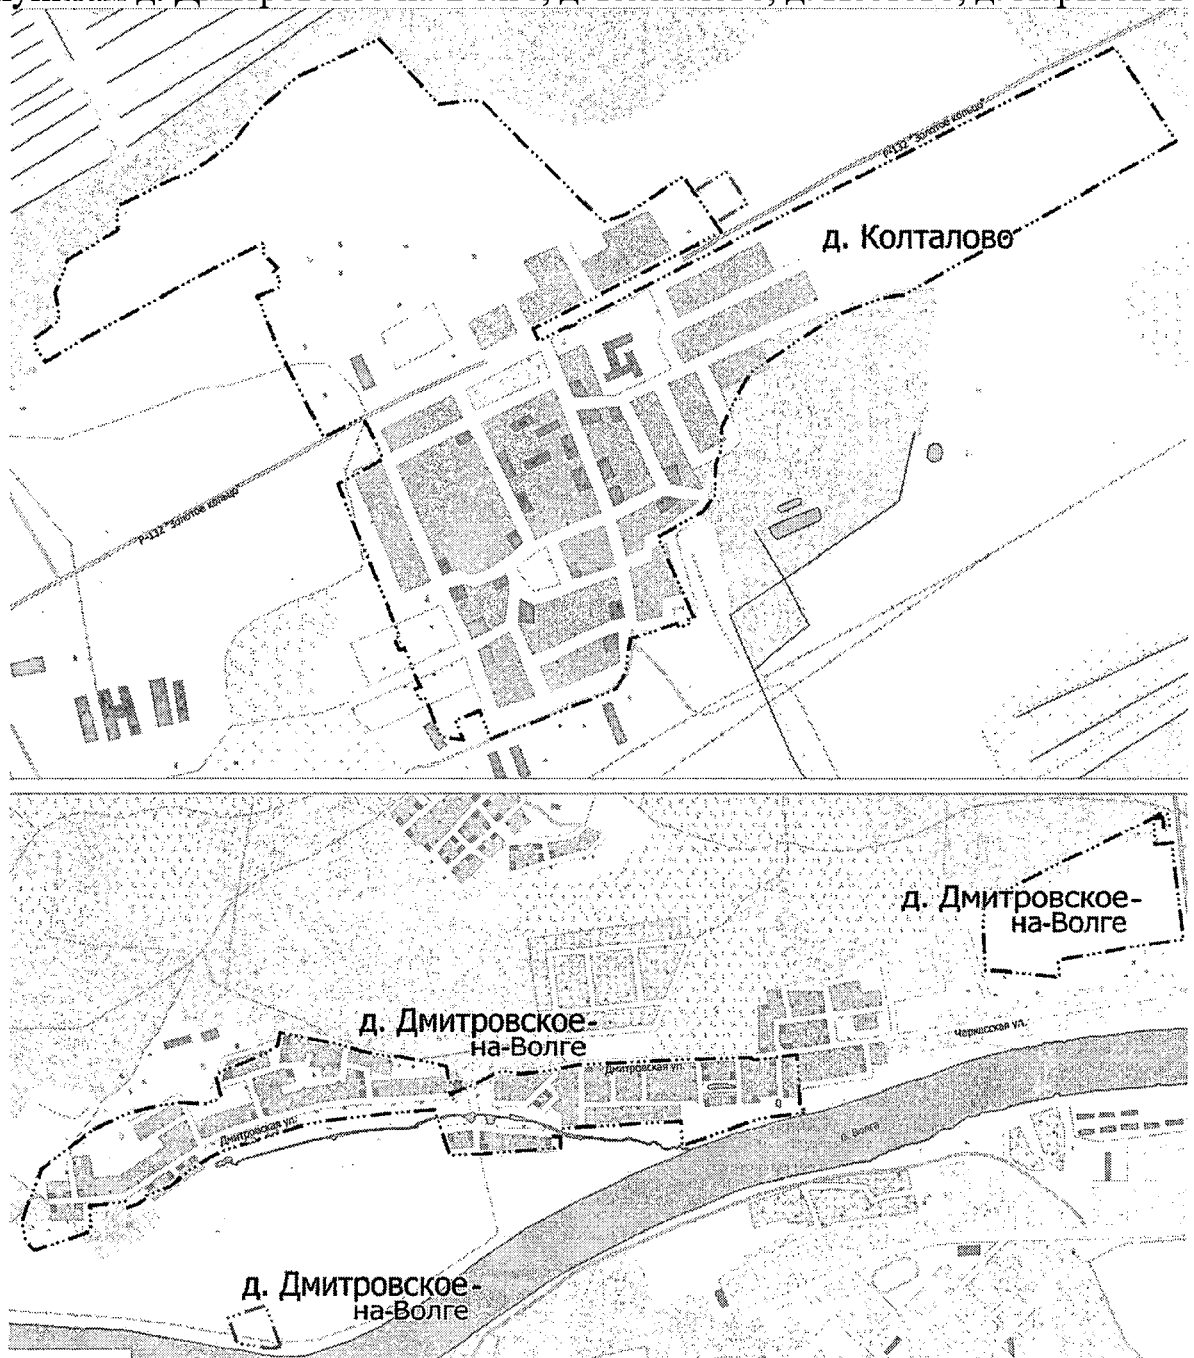 Р-132 "Золотое кольцо"
д. Колталово
Р-132 "Золотое кольцо"
д. Дмитровское-
на-Волге
д. Дмитровское-
на-Волге
Черкасская ул.
Дмитровская ул.
Дмитровская ул.
р. Волга
д. Дмитровское-
на-Волге